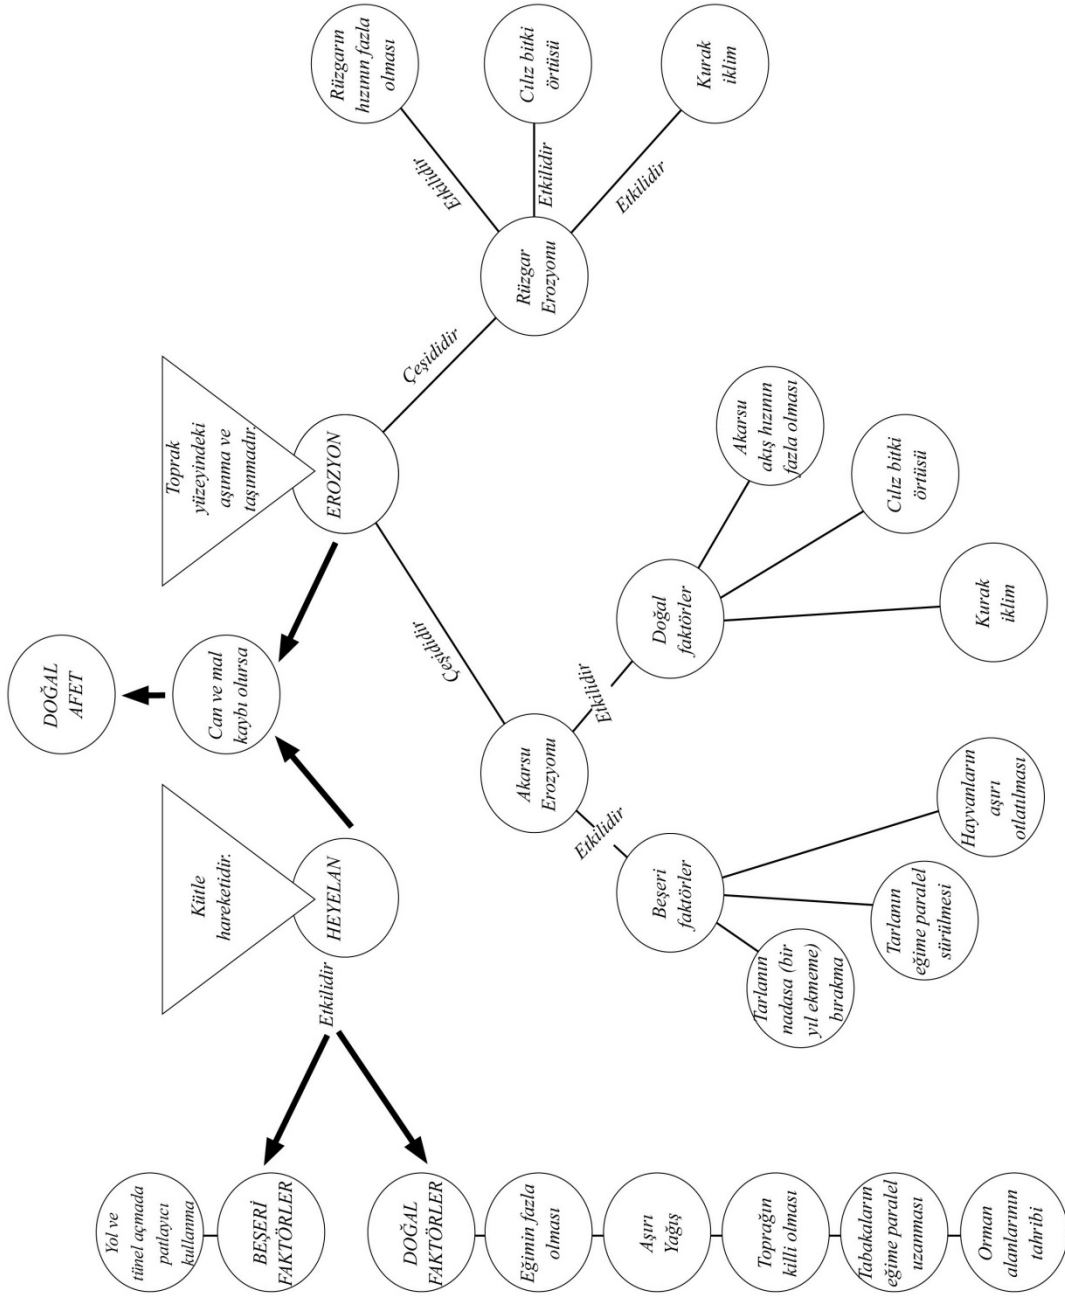 DOĞAL
AFET
Can ve mal
kaybı olursa
Kütle
hareketidir.
HEYELAN
Etkilidir
BEŞERİ
FAKTÖRLER
Yol ve
tünel açmada
patlayıcı
kullanma
DOĞAL
FAKTÖRLER
Eğimin fazla
olması
Aşırı
Yağış
Toprağın
killi olması
Tabakaların
eğime paralel
uzanması
Orman
alanlarının
tahribi
Toprak
yüzeyindeki
aşınma ve
taşınmadır.
EROZYON
Çeşididir
Akarsu
Erozyonu
Etkilidir
Beşeri
faktörler
Tarlanın
nadasa (bir
yıl ekmeme)
bırakma
Tarlanın
eğime paralel
sürülmesi
Hayvanların
aşırı
otlatılması
Etkilidir
Doğal
faktörler
Kurak
iklim
Cılız bitki
örtüsü
Akarsu
akış hızının
fazla olması
Çeşididir
Rüzgar
Erozyonu
Etkilidir
Rüzgarın
hızının fazla
olması
Etkilidir
Cılız bitki
örtüsü
Etkilidir
Kurak
iklim